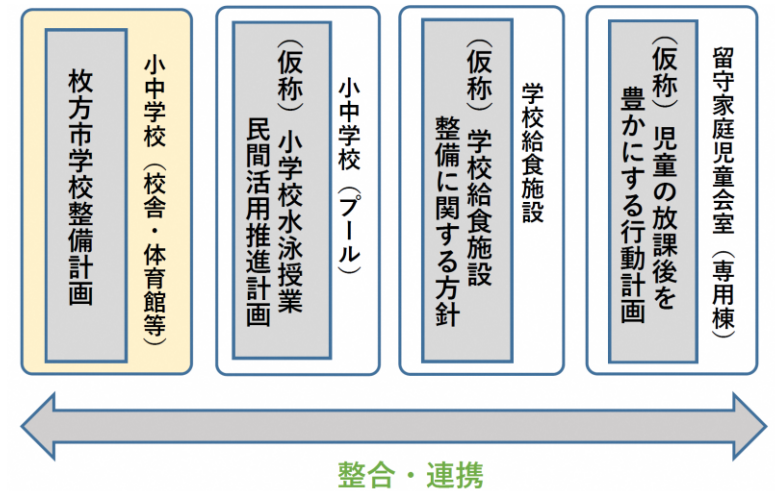 小中学校（校舎・体育館等）
枚方市学校整備計画
小中学校（プール）
（仮称）小学校水泳授業
民間活用推進計画
学校給食施設
（仮称）学校給食施設
整備に関する方針
留守家庭児童会室（専用棟）
（仮称）児童の放課後を
豊かにする行動計画
整合・連携